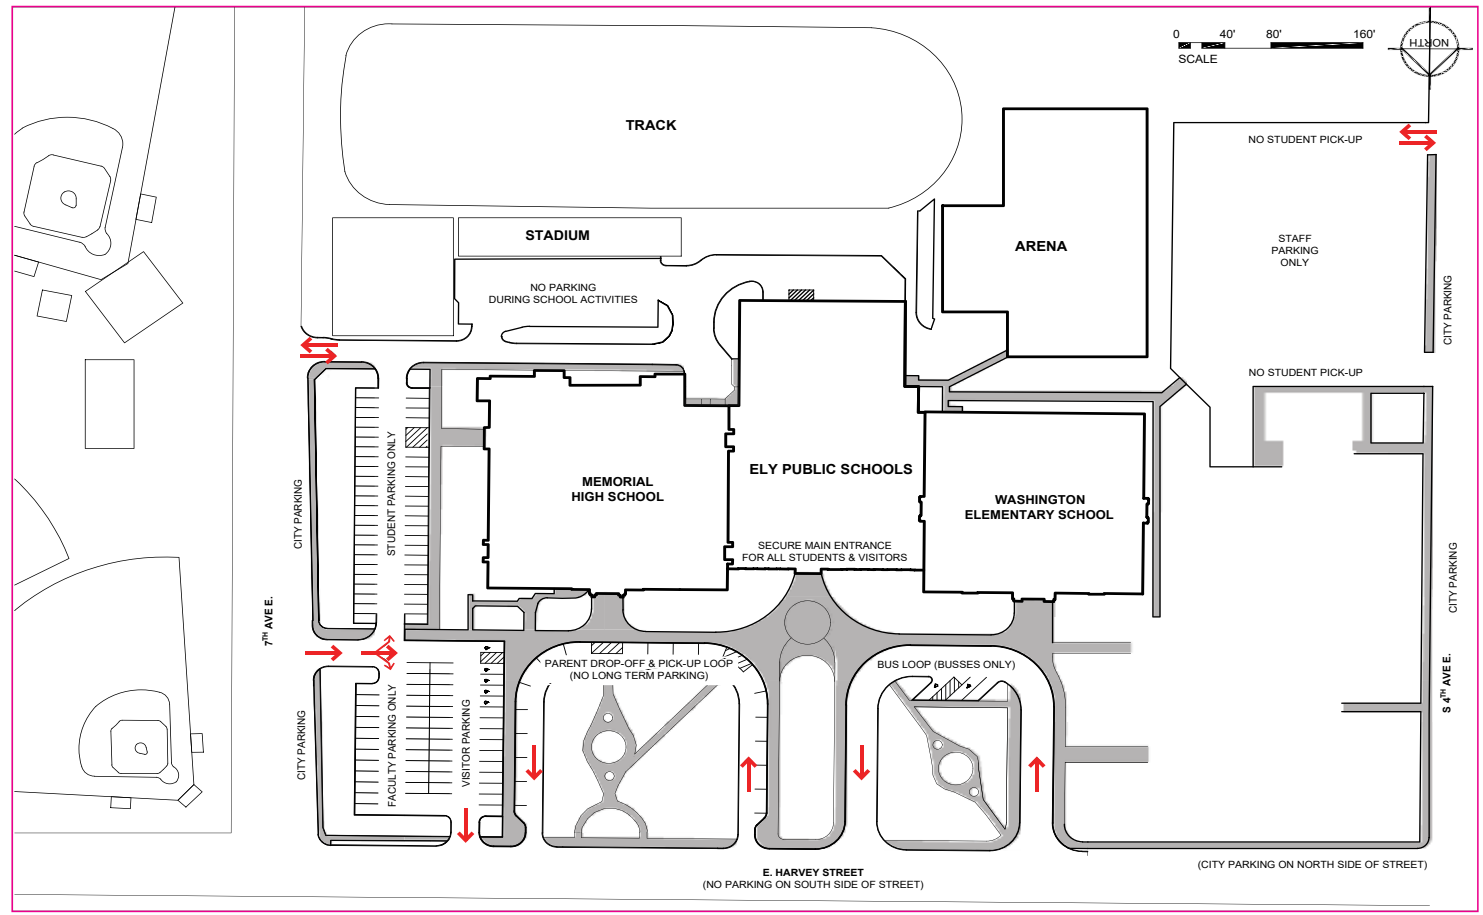 0 40' 80' 160'
SCALE
NORTH
TRACK
NO STUDENT PICK-UP
STADIUM
ARENA
STAFF
PARKING
ONLY
NO PARKING
DURING SCHOOL ACTIVITIES
CITY PARKING
NO STUDENT PICK-UP
STUDENT PARKING ONLY
CITY PARKING
MEMORIAL
HIGH SCHOOL
ELY PUBLIC SCHOOLS
WASHINGTON
ELEMENTARY SCHOOL
SECURE MAIN ENTRANCE
FOR ALL STUDENTS & VISITORS
CITY PARKING
7TH AVE E.
PARENT DROP-OFF & PICK-UP LOOP
(NO LONG TERM PARKING)
BUS LOOP (BUSSES ONLY)
S 4TH AVE E.
CITY PARKING
FACULTY PARKING ONLY
VISITOR PARKING
E. HARVEY STREET
(NO PARKING ON SOUTH SIDE OF STREET)
(CITY PARKING ON NORTH SIDE OF STREET)